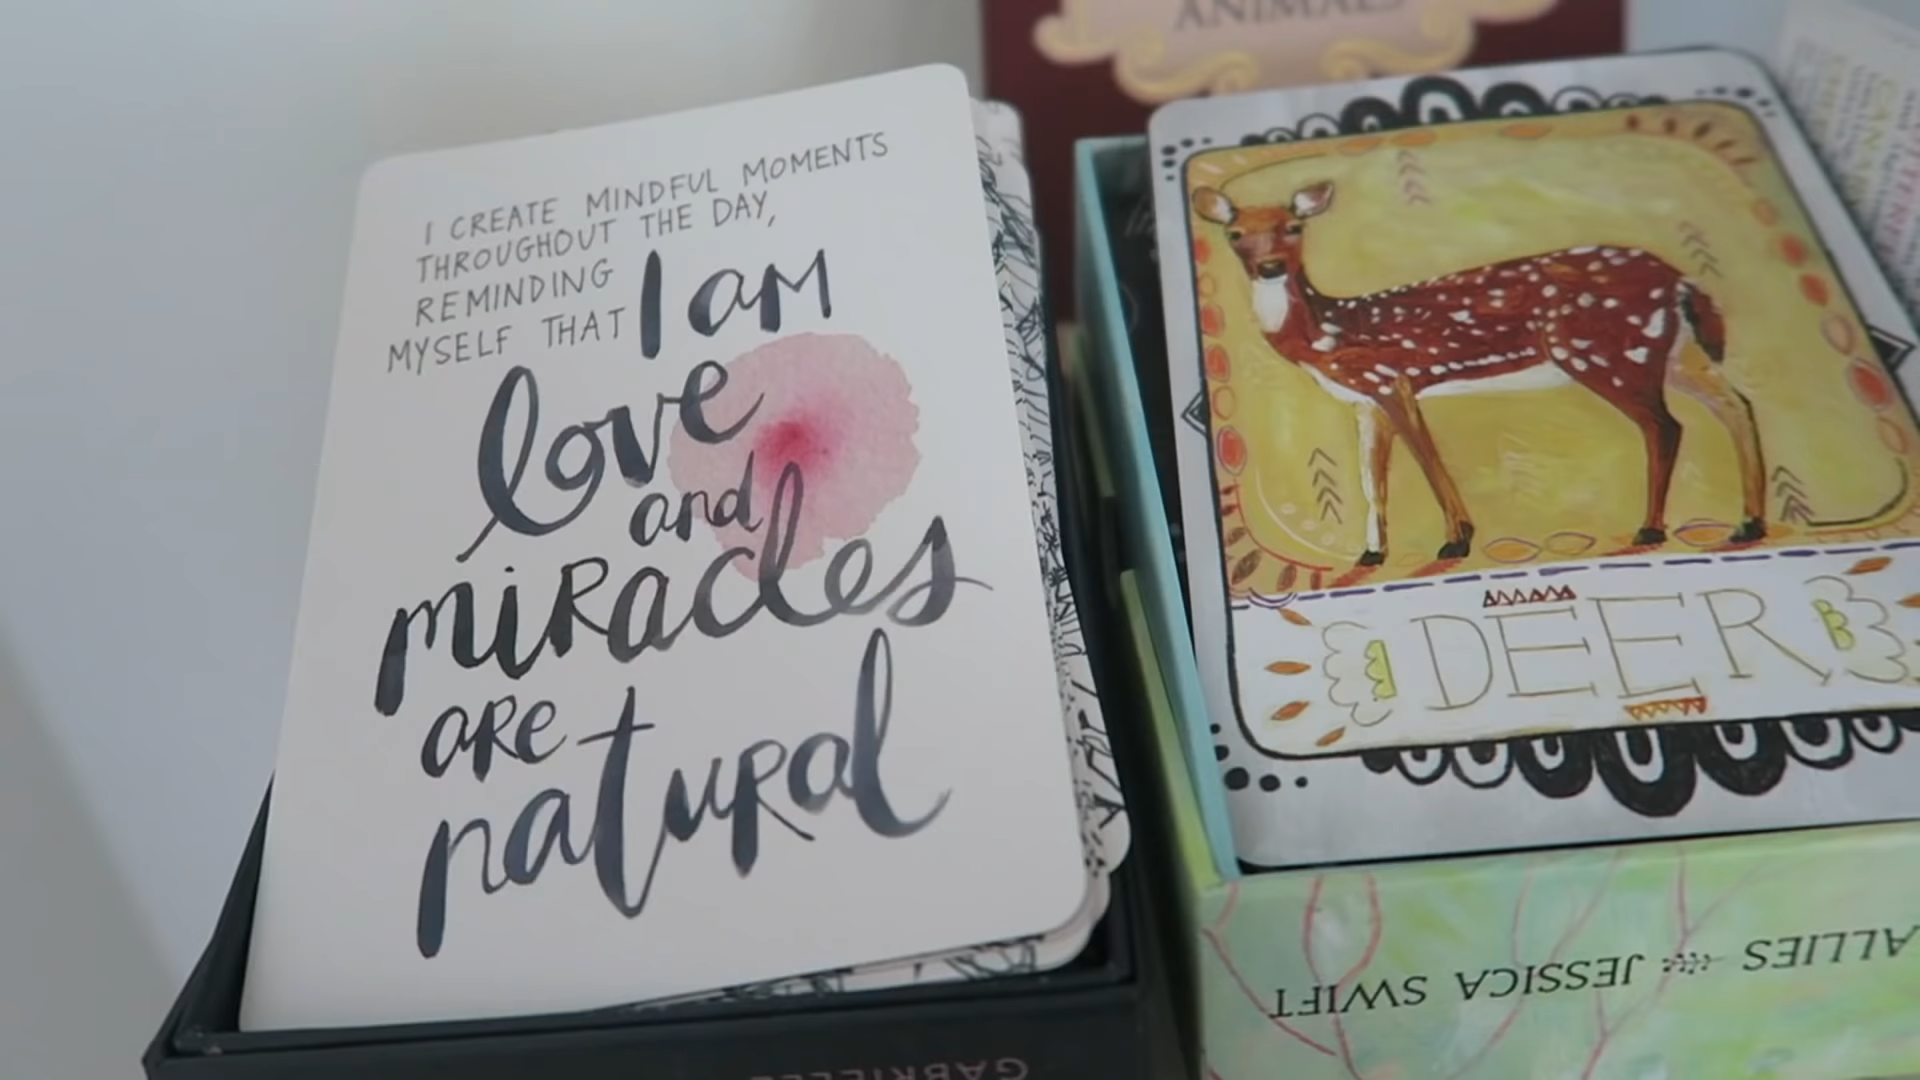 I CREATE MINDFUL MOMENTS
THROUGHOUT THE DAY,
REMINDING
MYSELF THAT I am
love
and
miracles
are
natural
ANIMALS
DEER
ALLIES JESSICA SWIFT
GABRIELLE